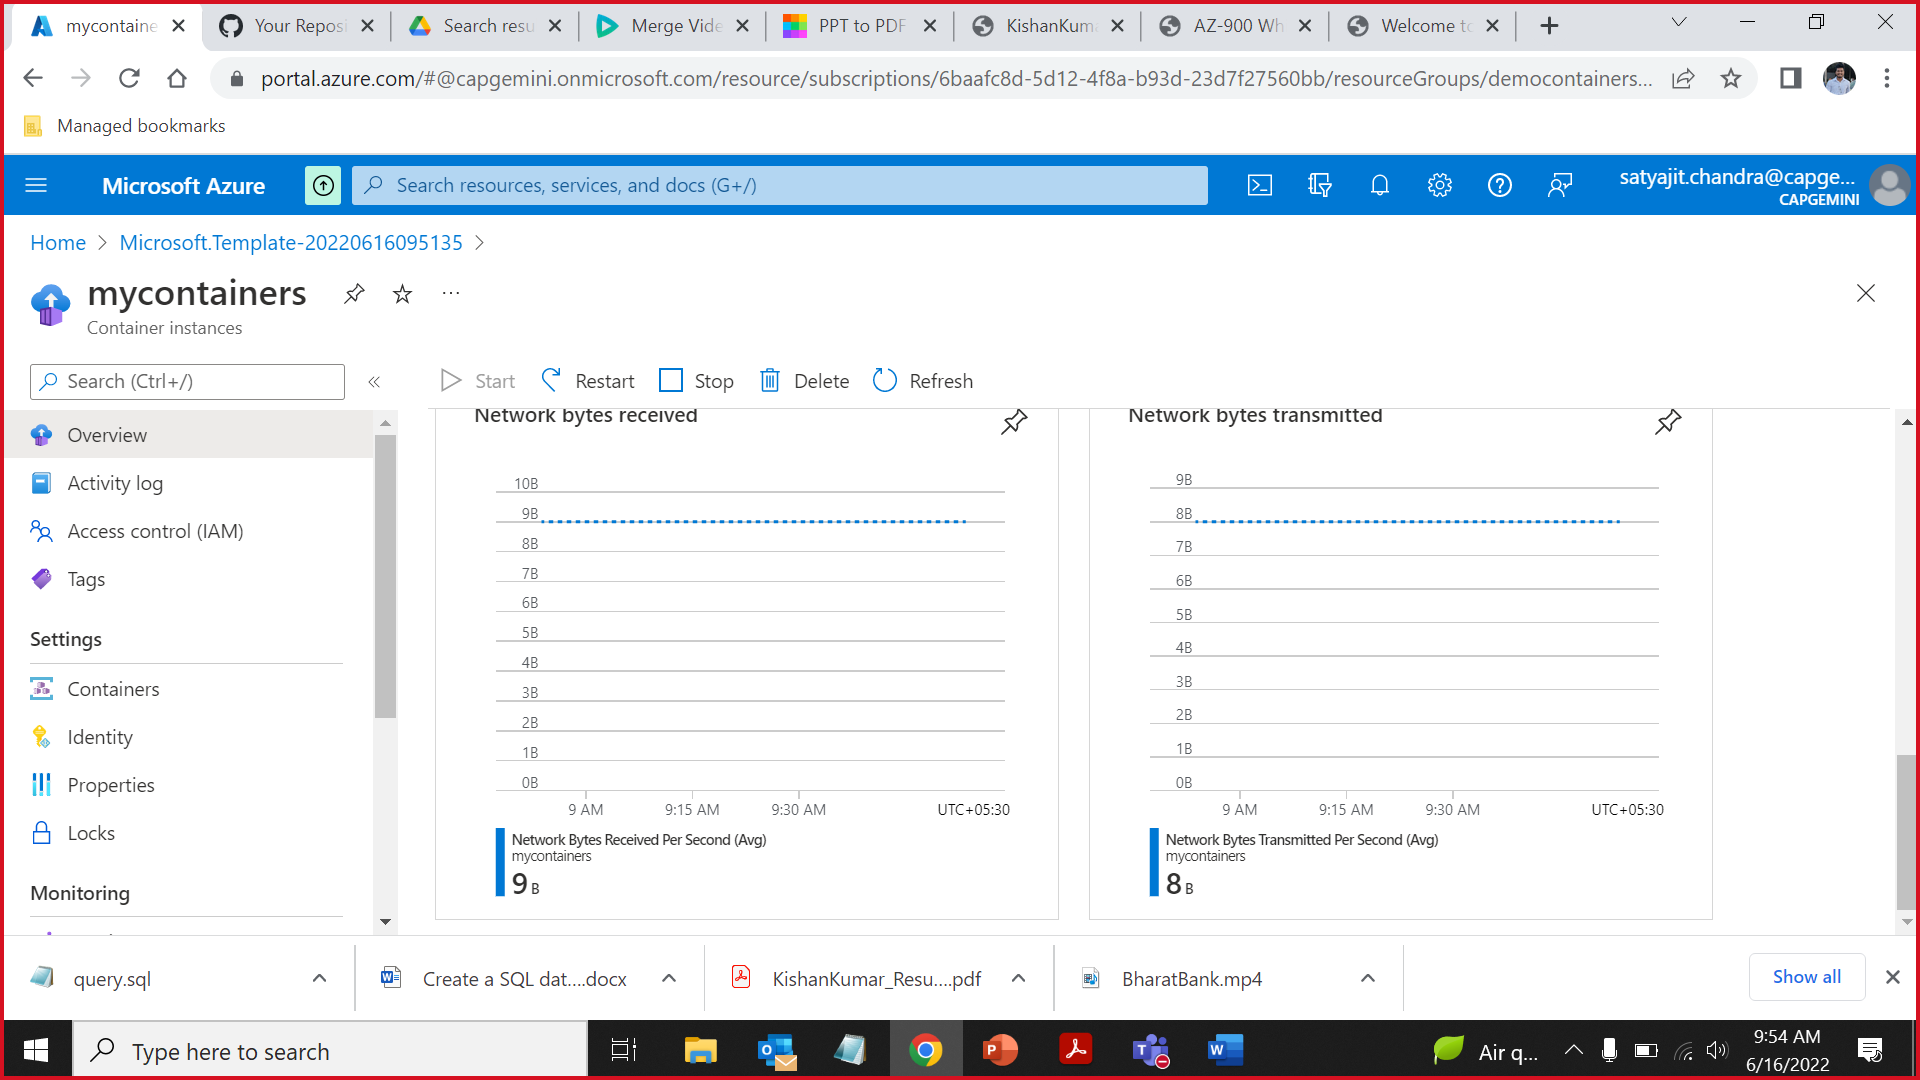 mycontaine
Your Reposi
Search resu
Merge Vide
PPT to PDF
KishanKuma
AZ-900 Wh
Welcome to
portal.azure.com/#@capgemini.onmicrosoft.com/resource/subscriptions/6baafc8d-5d12-4f8a-b93d-23d7f27560bb/resourceGroups/democontainers...
Managed bookmarks
Microsoft Azure
Search resources, services, and docs (G+/)
satyajit.chandra@capge...
CAPGEMINI
Home > Microsoft.Template-20220616095135 >
mycontainers
Container instances
Search (Ctrl+/)
Start
Restart
Stop
Delete
Refresh
Overview
Activity log
Access control (IAM)
Tags
Settings
Containers
Identity
Properties
Locks
Monitoring
Network bytes received
10B
9B
8B
7B
6B
5B
4B
3B
2B
1B
0B
9 AM
9:15 AM
9:30 AM
UTC+05:30
Network Bytes Received Per Second (Avg)
mycontainers
9 B
Network bytes transmitted
9B
8B
7B
6B
5B
4B
3B
2B
1B
0B
9 AM
9:15 AM
9:30 AM
UTC+05:30
Network Bytes Transmitted Per Second (Avg)
mycontainers
8 B
query.sql
Create a SQL dat....docx
KishanKumar_Resu....pdf
BharatBank.mp4
Show all
Type here to search
Air q...
9:54 AM
6/16/2022